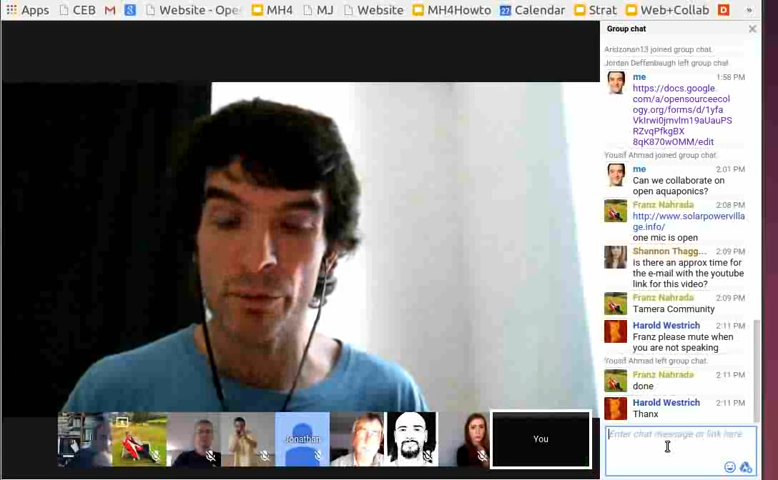 Apps CEB Website - Ope MH4 MJ Website MH4Howto 27 Calendar Strat Web+Collab D »
Group chat
Aridzonan13 joined group chat.
Jordan Deffenbaugh left group chat.
me 1:58 PM
https://docs.google.
com/a/opensourceecol
ogy.org/forms/d/1yfa
VkIrwi0jmvlm19aUauPS
RZvqPfkgBX
8qK870wOMM/edit
Yousif Ahmad joined group chat.
me 2:01 PM
Can we collaborate on
open aquaponics?
Franz Nahrada 2:08 PM
http://www.solarpowervilla
ge.info/
one mic is open
Shannon Thagg... 2:09 PM
Is there an approx time for
the e-mail with the youtube
link for this video?
Franz Nahrada 2:09 PM
Tamera Community
Harold Westrich 2:11 PM
Franz please mute when
you are not speaking
Yousif Ahmad left group chat.
Franz Nahrada 2:11 PM
done
Harold Westrich 2:11 PM
Thanx
Enter chat message or link here
Jonathan
You